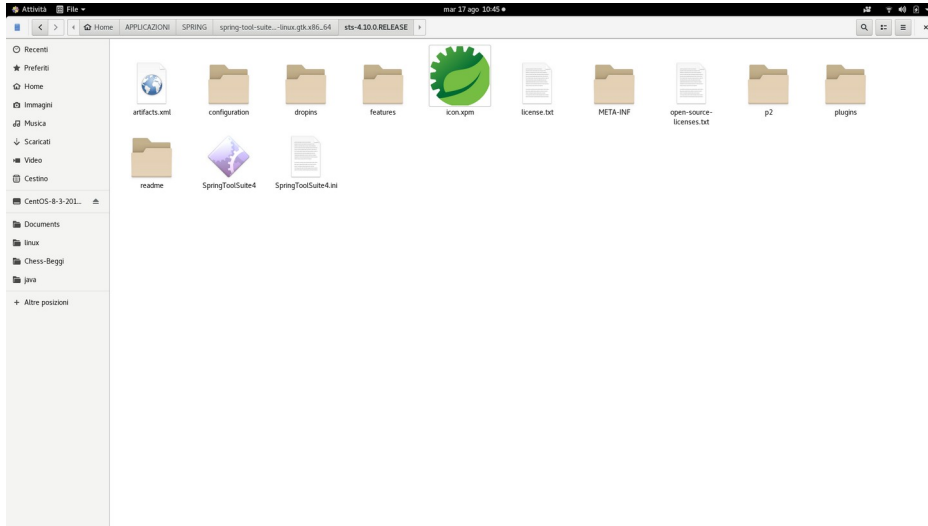 Attività File
mar 17 ago 10:45
Home APPLICAZIONI SPRING spring-tool-suite...-linux.gtk.x86_64 sts-4.10.0.RELEASE
Recenti
Preferiti
Home
Immagini
Musica
Scaricati
Video
Cestino
CentOS-8-3-201...
Documents
linux
Chess-Beggi
java
+ Altre posizioni
artifacts.xml
configuration
dropins
features
icon.xpm
license.txt
META-INF
open-source-
licenses.txt
p2
plugins
readme
SpringToolSuite4
SpringToolSuite4.ini